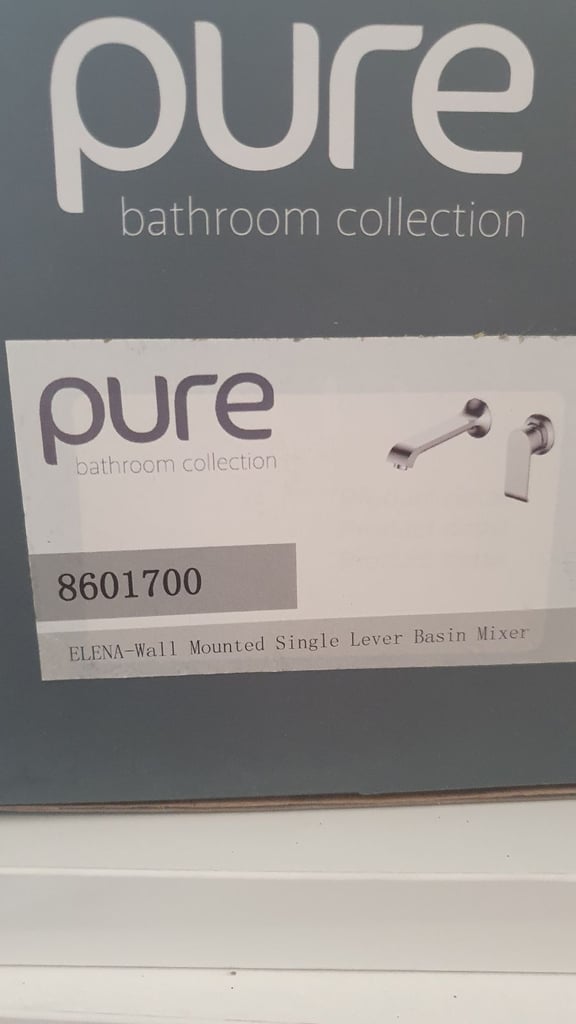 pure
bathroom collection
pure
bathroom collection
8601700
ELENA-Wall Mounted Single Lever Basin Mixer